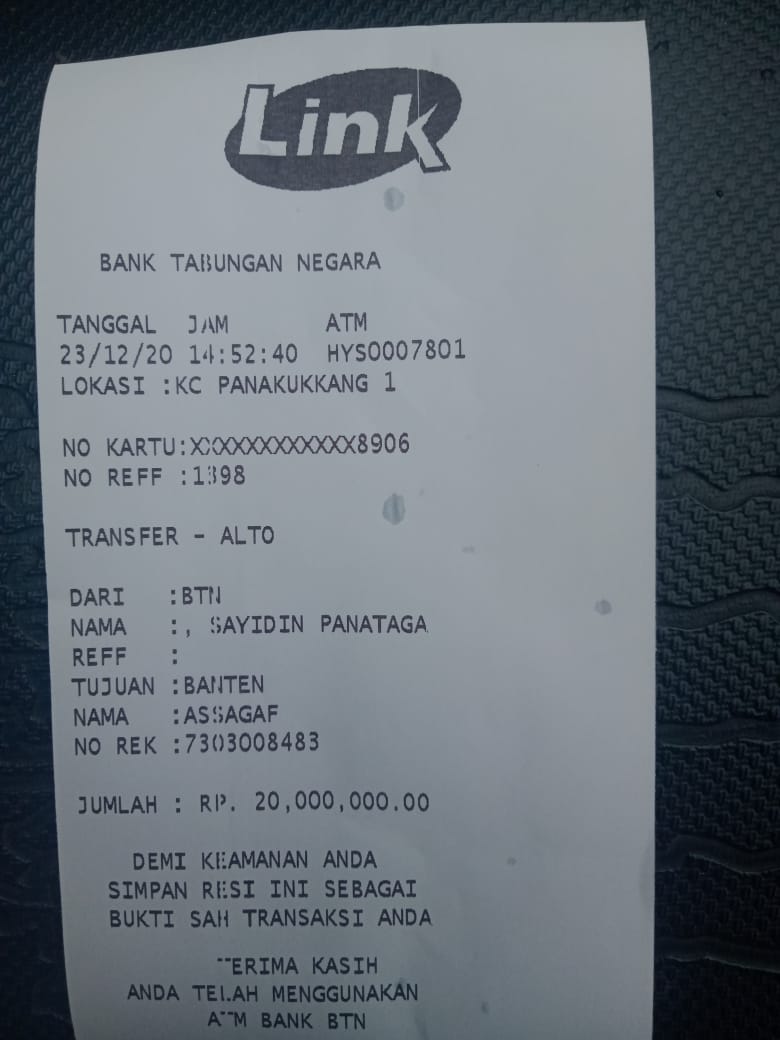 Link
BANK TABUNGAN NEGARA
TANGGAL JAM ATM
23/12/20 14:52:40 HYS0007801
LOKASI :KC PANAKUKKANG 1
NO KARTU:XXXXXXXXXXXX8906
NO REFF :1398
TRANSFER - ALTO
DARI :BTN
NAMA :, SAYIDIN PANATAGA
REFF :
TUJUAN :BANTEN
NAMA :ASSAGAF
NO REK :7303008483
JUMLAH : RP. 20,000,000.00
DEMI KEAMANAN ANDA
SIMPAN RESI INI SEBAGAI
BUKTI SAH TRANSAKSI ANDA
TERIMA KASIH
ANDA TELAH MENGGUNAKAN
ATM BANK BTN